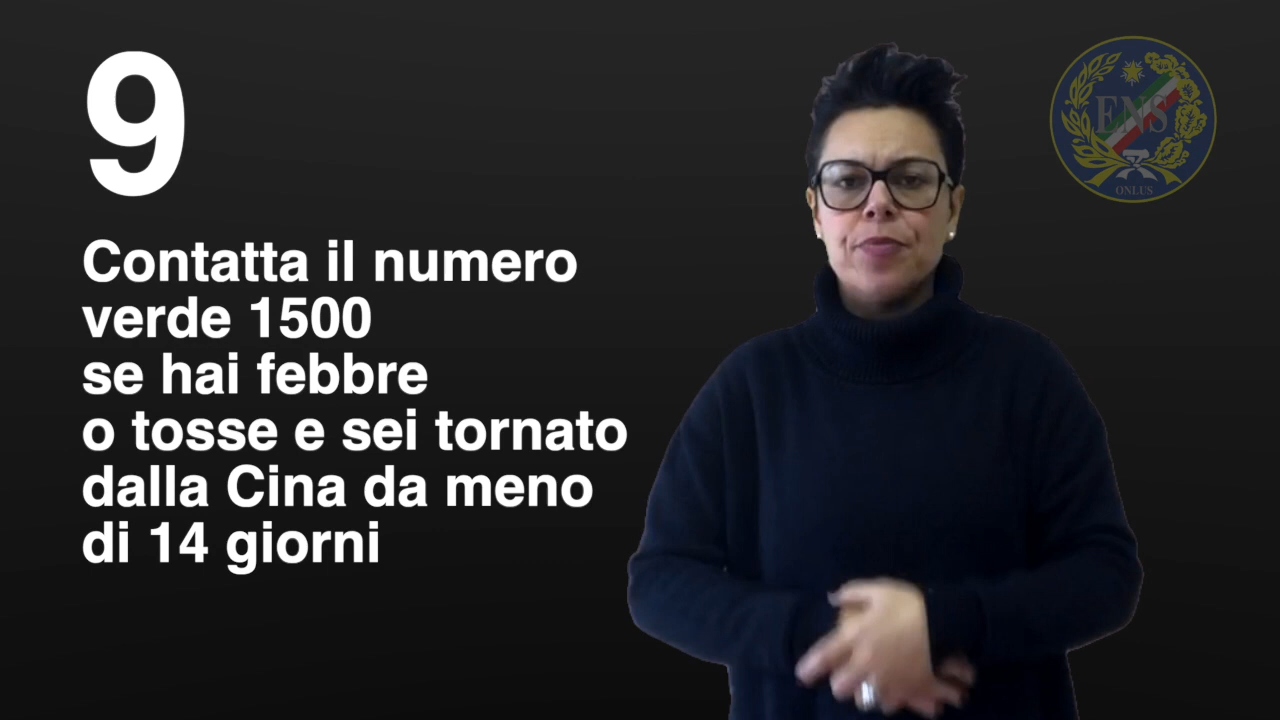 9
Contatta il numero
verde 1500
se hai febbre
o tosse e sei tornato
dalla Cina da meno
di 14 giorni
ENS
ONLUS